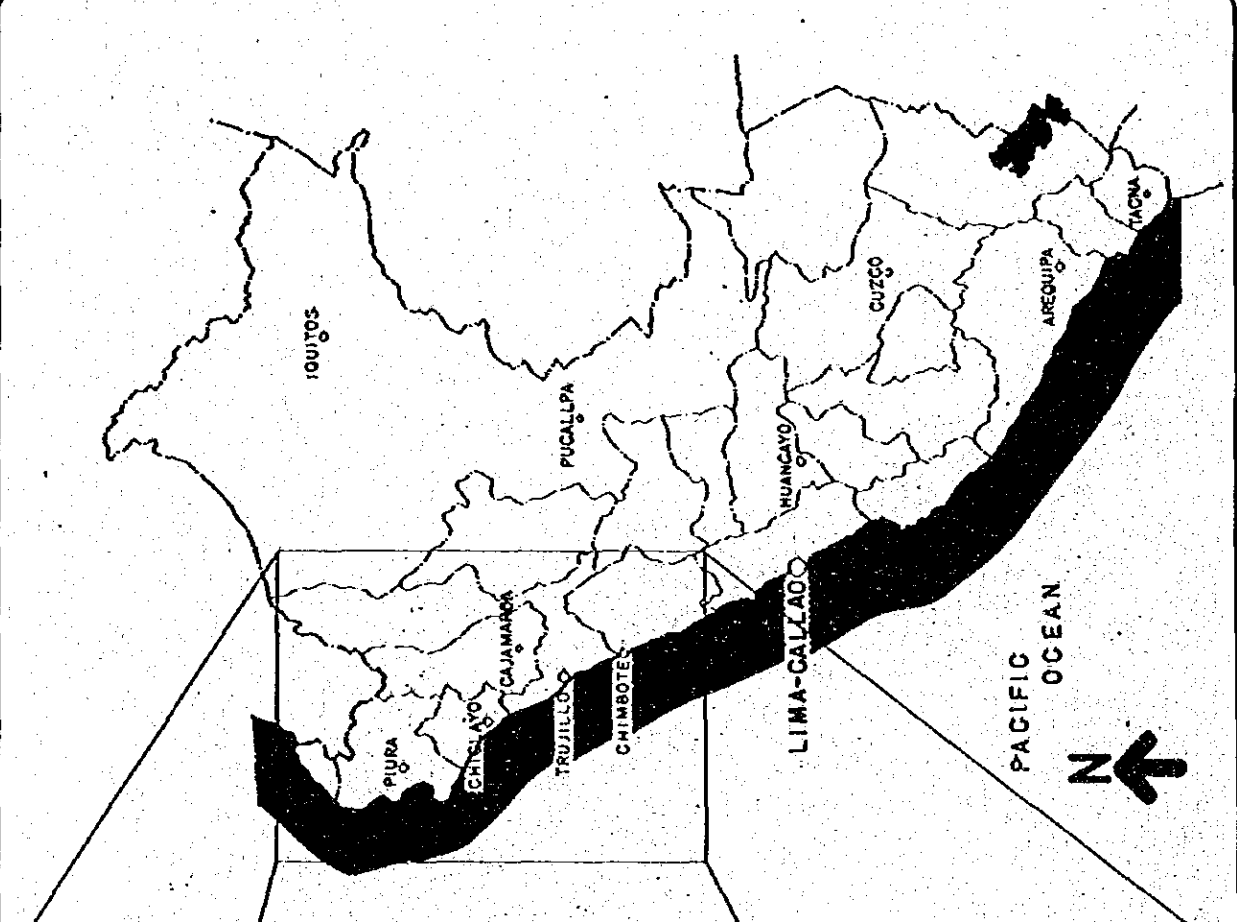 IQUITOS
PUCALLPA
PIURA
CHICLAYO
CAJAMARCA
TRUJILLO
CHIMBOTE
HUANCAYO
LIMA-CALLAO
CUZCO
AREQUIPA
TACNA
PACIFIC
OCEAN
N